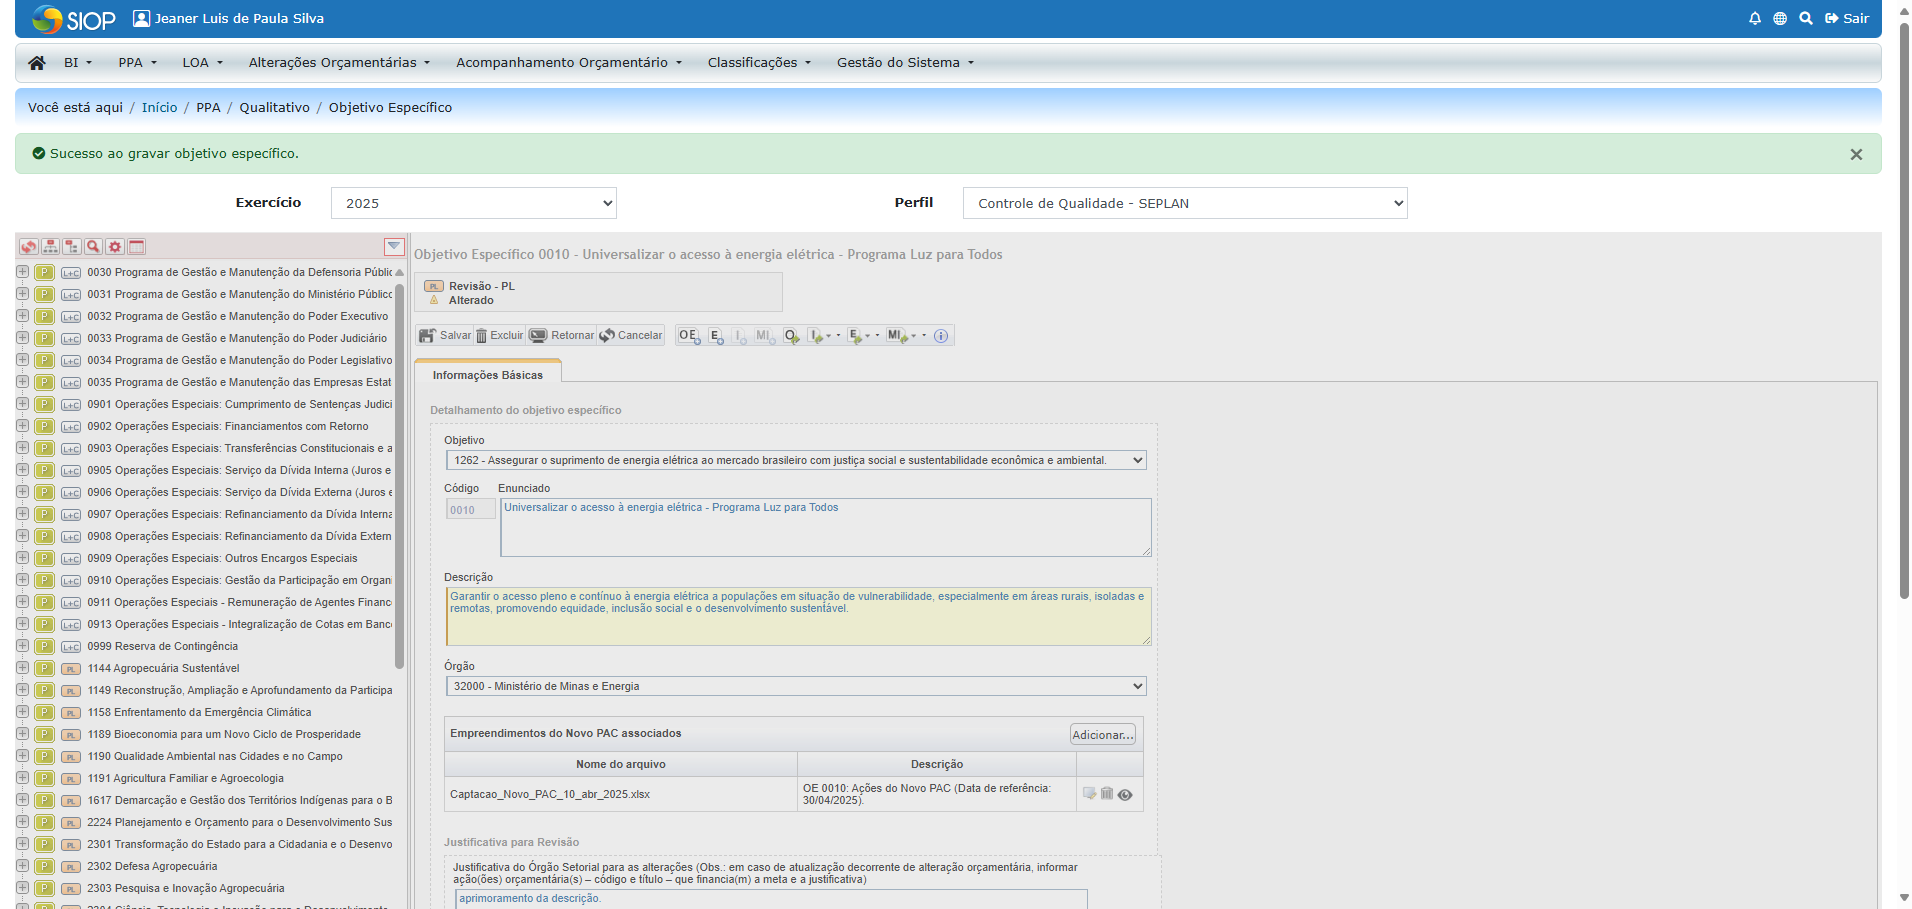 SIOP Jeaner Luis de Paula Silva Sair
BI PPA LOA Alterações Orçamentárias Acompanhamento Orçamentário Classificações Gestão do Sistema
Você está aqui / Início / PPA / Qualitativo / Objetivo Específico
Sucesso ao gravar objetivo específico.
Exercício 2025 Perfil Controle de Qualidade - SEPLAN
P L+C 0030 Programa de Gestão e Manutenção da Defensoria Públic
P L+C 0031 Programa de Gestão e Manutenção do Ministério Público
P L+C 0032 Programa de Gestão e Manutenção do Poder Executivo
P L+C 0033 Programa de Gestão e Manutenção do Poder Judiciário
P L+C 0034 Programa de Gestão e Manutenção do Poder Legislativo
P L+C 0035 Programa de Gestão e Manutenção das Empresas Estat
P L+C 0901 Operações Especiais: Cumprimento de Sentenças Judici
P L+C 0902 Operações Especiais: Financiamentos com Retorno
P L+C 0903 Operações Especiais: Transferências Constitucionais e a
P L+C 0905 Operações Especiais: Serviço da Dívida Interna (Juros e
P L+C 0906 Operações Especiais: Serviço da Dívida Externa (Juros e
P L+C 0907 Operações Especiais: Refinanciamento da Dívida Interna
P L+C 0908 Operações Especiais: Refinanciamento da Dívida Extern
P L+C 0909 Operações Especiais: Outros Encargos Especiais
P L+C 0910 Operações Especiais: Gestão da Participação em Organi
P L+C 0911 Operações Especiais - Remuneração de Agentes Financ
P L+C 0913 Operações Especiais - Integralização de Cotas em Banc
P L+C 0999 Reserva de Contingência
P PL 1144 Agropecuária Sustentável
P PL 1149 Reconstrução, Ampliação e Aprofundamento da Participa
P PL 1158 Enfrentamento da Emergência Climática
P PL 1189 Bioeconomia para um Novo Ciclo de Prosperidade
P PL 1190 Qualidade Ambiental nas Cidades e no Campo
P PL 1191 Agricultura Familiar e Agroecologia
P PL 1617 Demarcação e Gestão dos Territórios Indígenas para o B
P PL 2224 Planejamento e Orçamento para o Desenvolvimento Sus
P PL 2301 Transformação do Estado para a Cidadania e o Desenvo
P PL 2302 Defesa Agropecuária
P PL 2303 Pesquisa e Inovação Agropecuária
Objetivo Específico 0010 - Universalizar o acesso à energia elétrica - Programa Luz para Todos
PL Revisão - PL
Alterado
Salvar Excluir Retornar Cancelar OE E I MI O I E MI
Informações Básicas
Detalhamento do objetivo específico
Objetivo
1262 - Assegurar o suprimento de energia elétrica ao mercado brasileiro com justiça social e sustentabilidade econômica e ambiental.
Código Enunciado
0010 Universalizar o acesso à energia elétrica - Programa Luz para Todos
Descrição
Garantir o acesso pleno e contínuo à energia elétrica a populações em situação de vulnerabilidade, especialmente em áreas rurais, isoladas e
remotas, promovendo equidade, inclusão social e o desenvolvimento sustentável.
Órgão
32000 - Ministério de Minas e Energia
Empreendimentos do Novo PAC associados Adicionar...
Nome do arquivo Descrição
Captacao_Novo_PAC_10_abr_2025.xlsx OE 0010: Ações do Novo PAC (Data de referência:
30/04/2025).
Justificativa para Revisão
Justificativa do Órgão Setorial para as alterações (Obs.: em caso de atualização decorrente de alteração orçamentária, informar
ação(ões) orçamentária(s) – código e título – que financia(m) a meta e a justificativa)
aprimoramento da descrição.